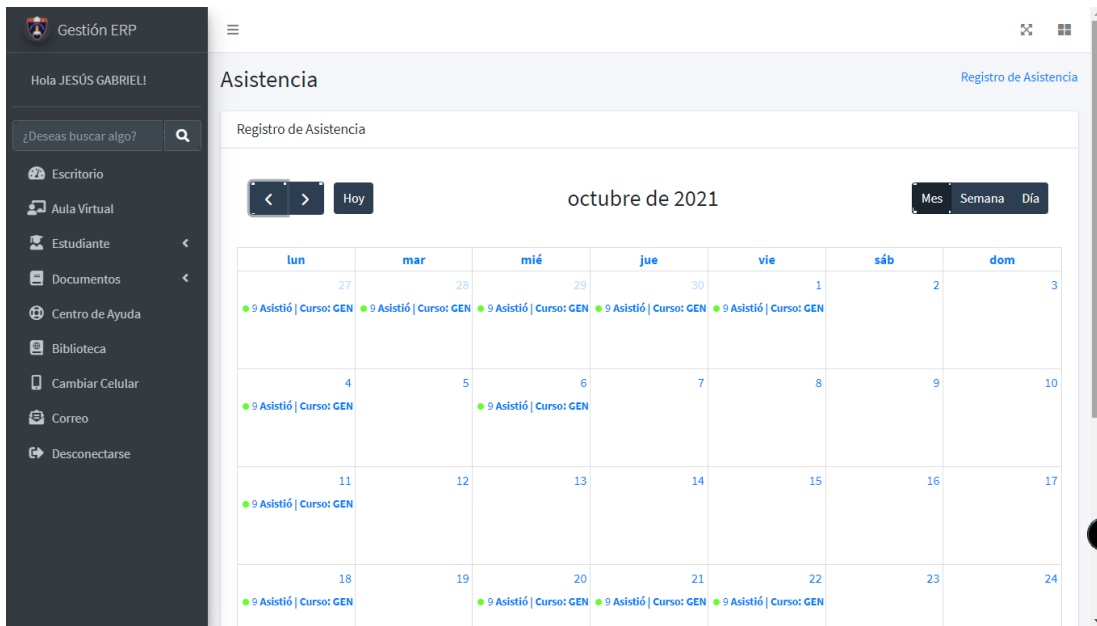 Gestión ERP
Hola JESÚS GABRIEL!
¿Deseas buscar algo?
Escritorio
Aula Virtual
Estudiante
Documentos
Centro de Ayuda
Biblioteca
Cambiar Celular
Correo
Desconectarse
Asistencia
Registro de Asistencia
Registro de Asistencia
Hoy
octubre de 2021
Mes Semana Día
lun mar mié jue vie sáb dom
27 28 29 30 1 2 3
9 Asistió | Curso: GEN 9 Asistió | Curso: GEN 9 Asistió | Curso: GEN 9 Asistió | Curso: GEN 9 Asistió | Curso: GEN
4 5 6 7 8 9 10
9 Asistió | Curso: GEN 9 Asistió | Curso: GEN
11 12 13 14 15 16 17
9 Asistió | Curso: GEN
18 19 20 21 22 23 24
9 Asistió | Curso: GEN 9 Asistió | Curso: GEN 9 Asistió | Curso: GEN 9 Asistió | Curso: GEN